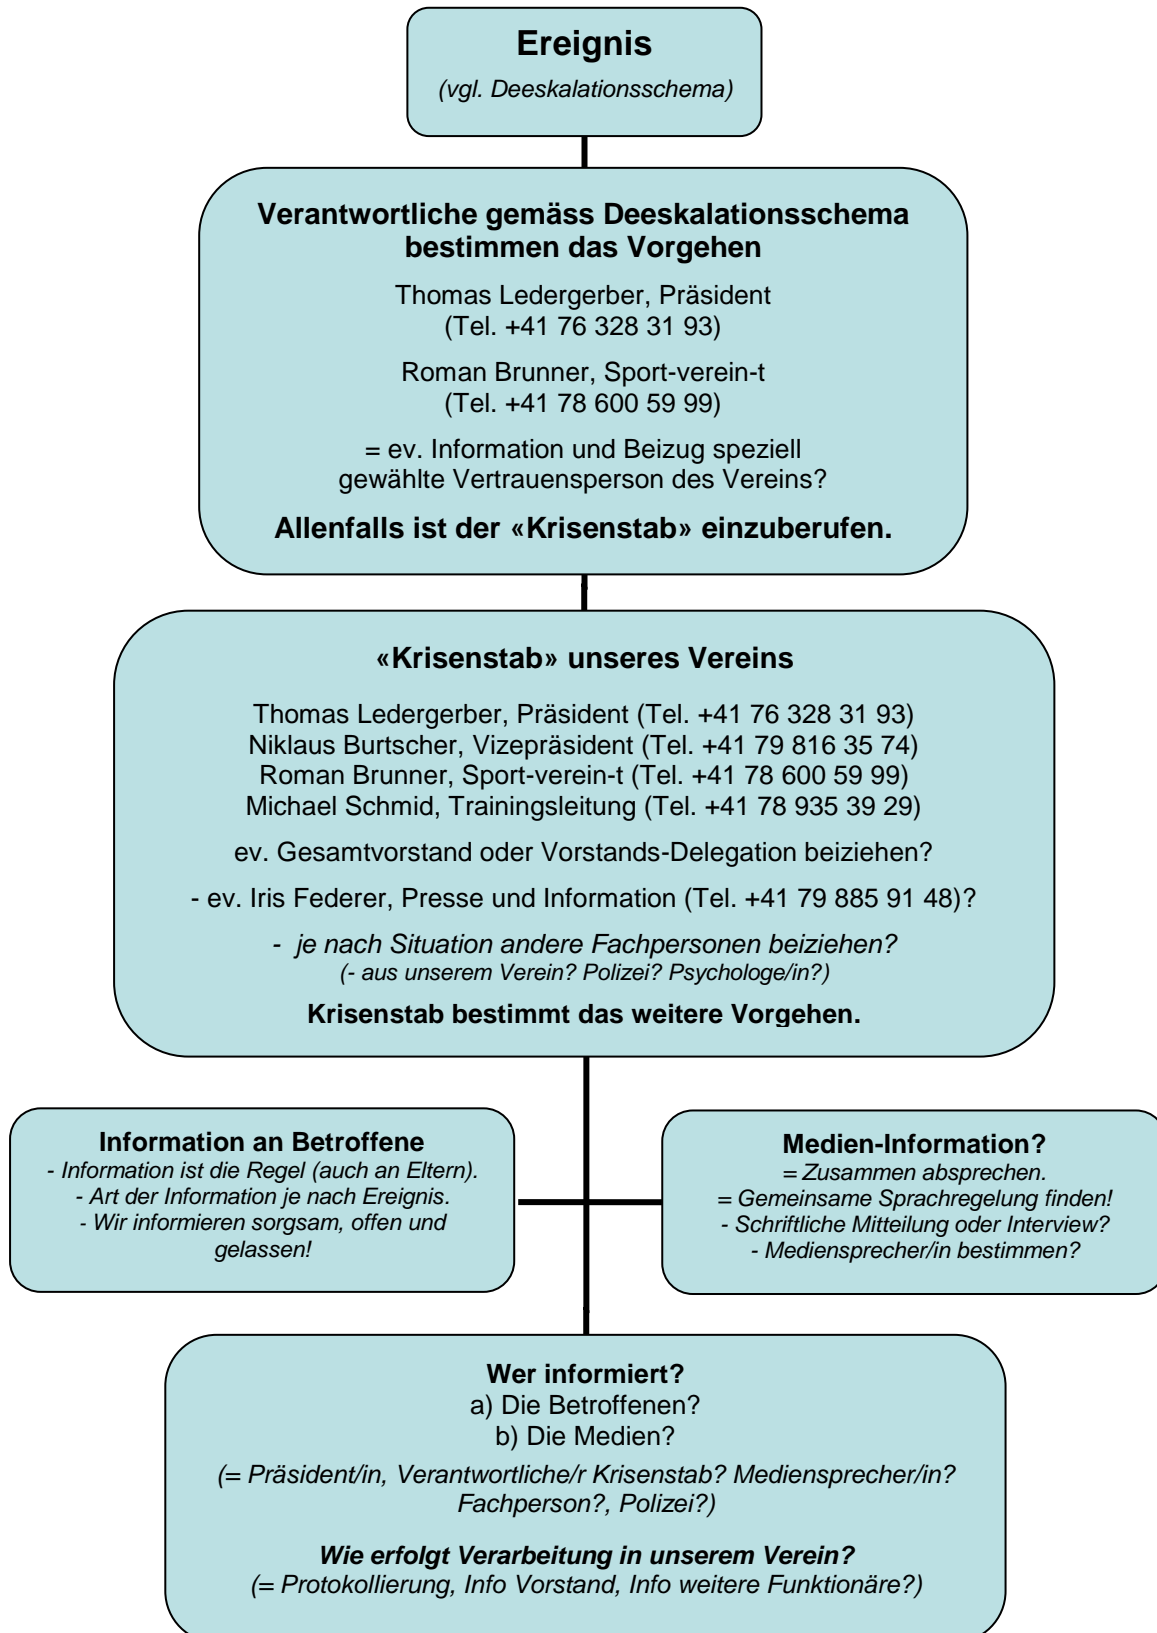 Ereignis
(vgl. Deeskalationsschema)
Verantwortliche gemäss Deeskalationsschema
bestimmen das Vorgehen
Thomas Ledergerber, Präsident
(Tel. +41 76 328 31 93)
Roman Brunner, Sport-verein-t
(Tel. +41 78 600 59 99)
= ev. Information und Beizug speziell
gewählte Vertrauensperson des Vereins?
Allenfalls ist der «Krisenstab» einzuberufen.
«Krisenstab» unseres Vereins
Thomas Ledergerber, Präsident (Tel. +41 76 328 31 93)
Niklaus Burtscher, Vizepräsident (Tel. +41 79 816 35 74)
Roman Brunner, Sport-verein-t (Tel. +41 78 600 59 99)
Michael Schmid, Trainingsleitung (Tel. +41 78 935 39 29)
ev. Gesamtvorstand oder Vorstands-Delegation beiziehen?
- ev. Iris Federer, Presse und Information (Tel. +41 79 885 91 48)?
- je nach Situation andere Fachpersonen beiziehen?
(- aus unserem Verein? Polizei? Psychologe/in?)
Krisenstab bestimmt das weitere Vorgehen.
Information an Betroffene
- Information ist die Regel (auch an Eltern).
- Art der Information je nach Ereignis.
- Wir informieren sorgsam, offen und
gelassen!
Medien-Information?
= Zusammen absprechen.
= Gemeinsame Sprachregelung finden!
- Schriftliche Mitteilung oder Interview?
- Mediensprecher/in bestimmen?
Wer informiert?
a) Die Betroffenen?
b) Die Medien?
(= Präsident/in, Verantwortliche/r Krisenstab? Mediensprecher/in?
Fachperson?, Polizei?)
Wie erfolgt Verarbeitung in unserem Verein?
(= Protokollierung, Info Vorstand, Info weitere Funktionäre?)